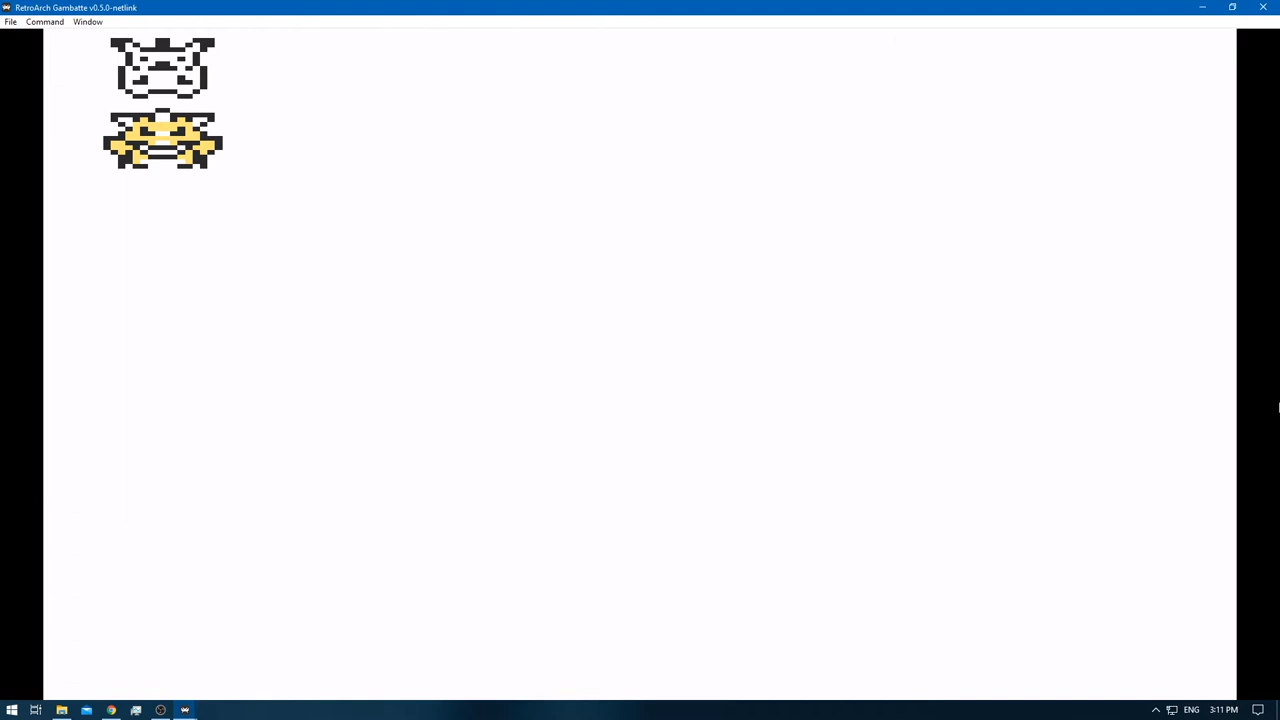 RetroArch Gambatte v0.5.0-netlink
File Command Window
ENG 3:11 PM